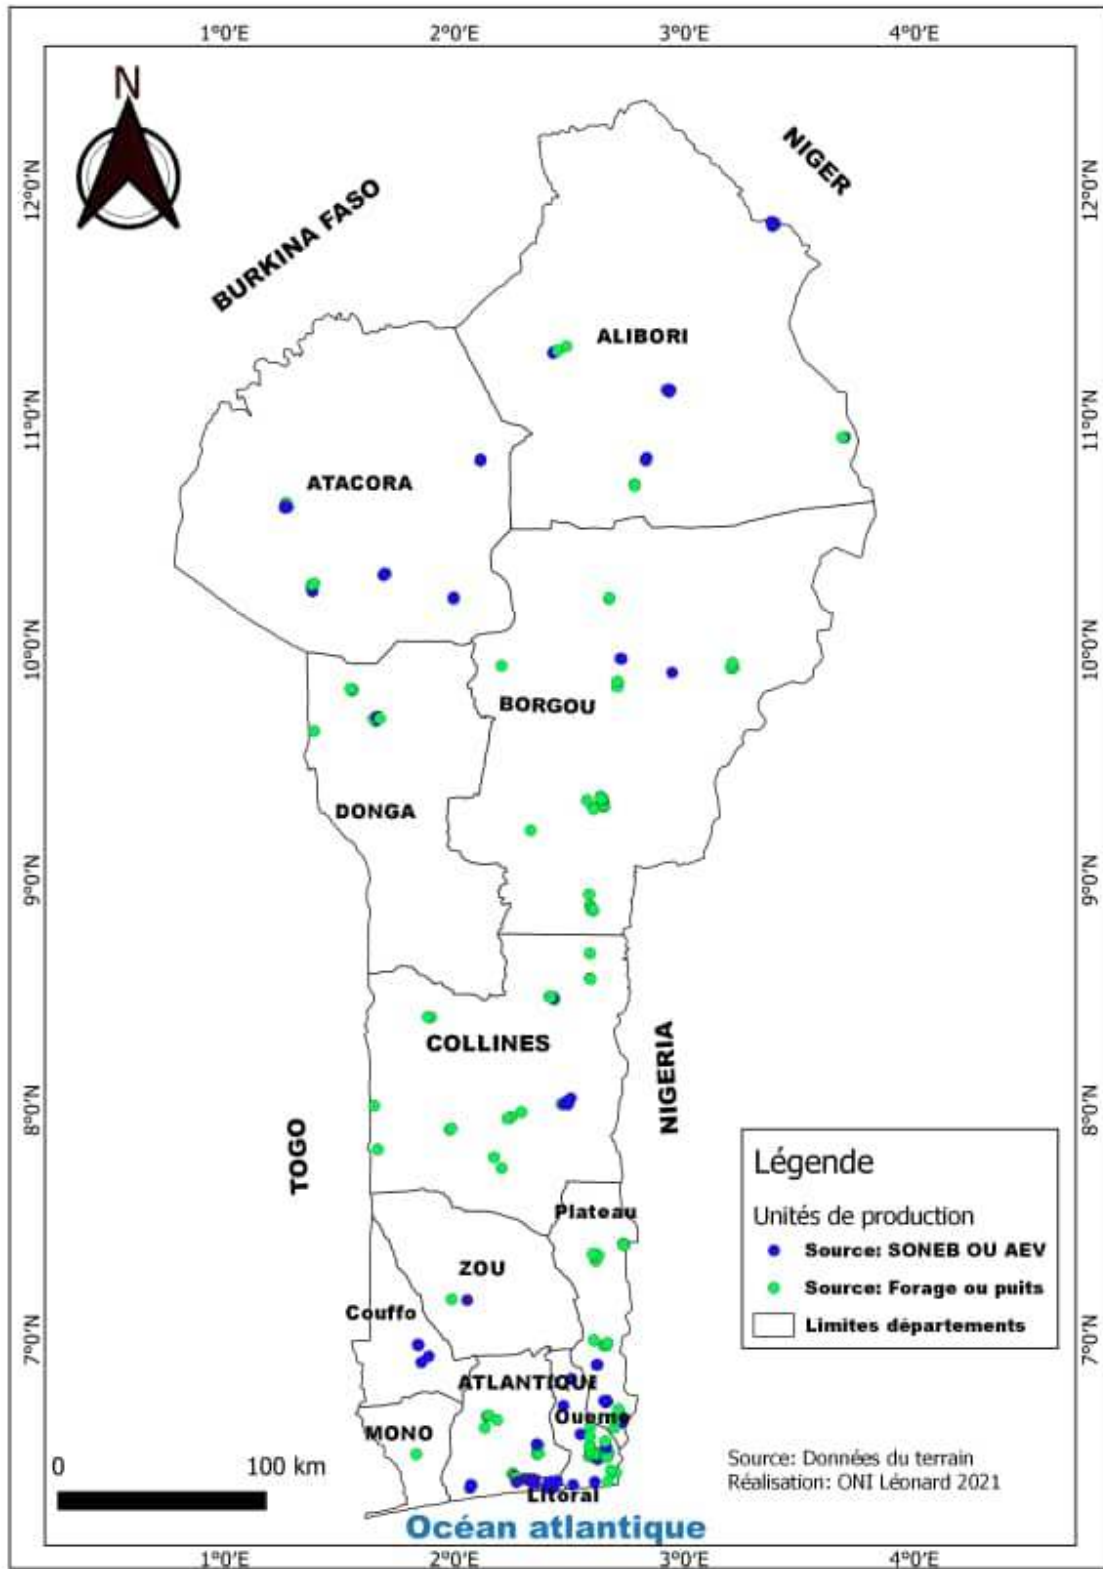 1°0'E 2°0'E 3°0'E 4°0'E
N
NIGER
12°0'N 12°0'N
BURKINA FASO
ALIBORI
11°0'N 11°0'N
ATACORA
10°0'N 10°0'N
BORGOU
DONGA
9°0'N 9°0'N
COLLINES
NIGERIA
8°0'N 8°0'N
TOGO
Légende
Plateau
Unités de production
Source: SONEB OU AEV
ZOU
Source: Forage ou puits
Couffo
Limites départements
7°0'N 7°0'N
ATLANTIQUE
Oueme
MONO
Source: Données du terrain
0 100 km
Réalisation: ONI Léonard 2021
Litoral
Océan atlantique
1°0'E 2°0'E 3°0'E 4°0'E